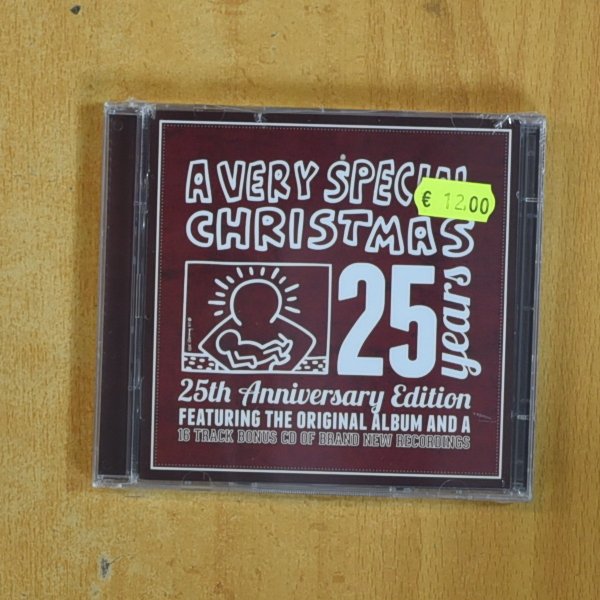 A VERY SPECIAL
€ 12,00
CHRISTMAS
25
years
25th Anniversary Edition
FEATURING THE ORIGINAL ALBUM AND A
16 TRACK BONUS CD OF BRAND NEW RECORDINGS